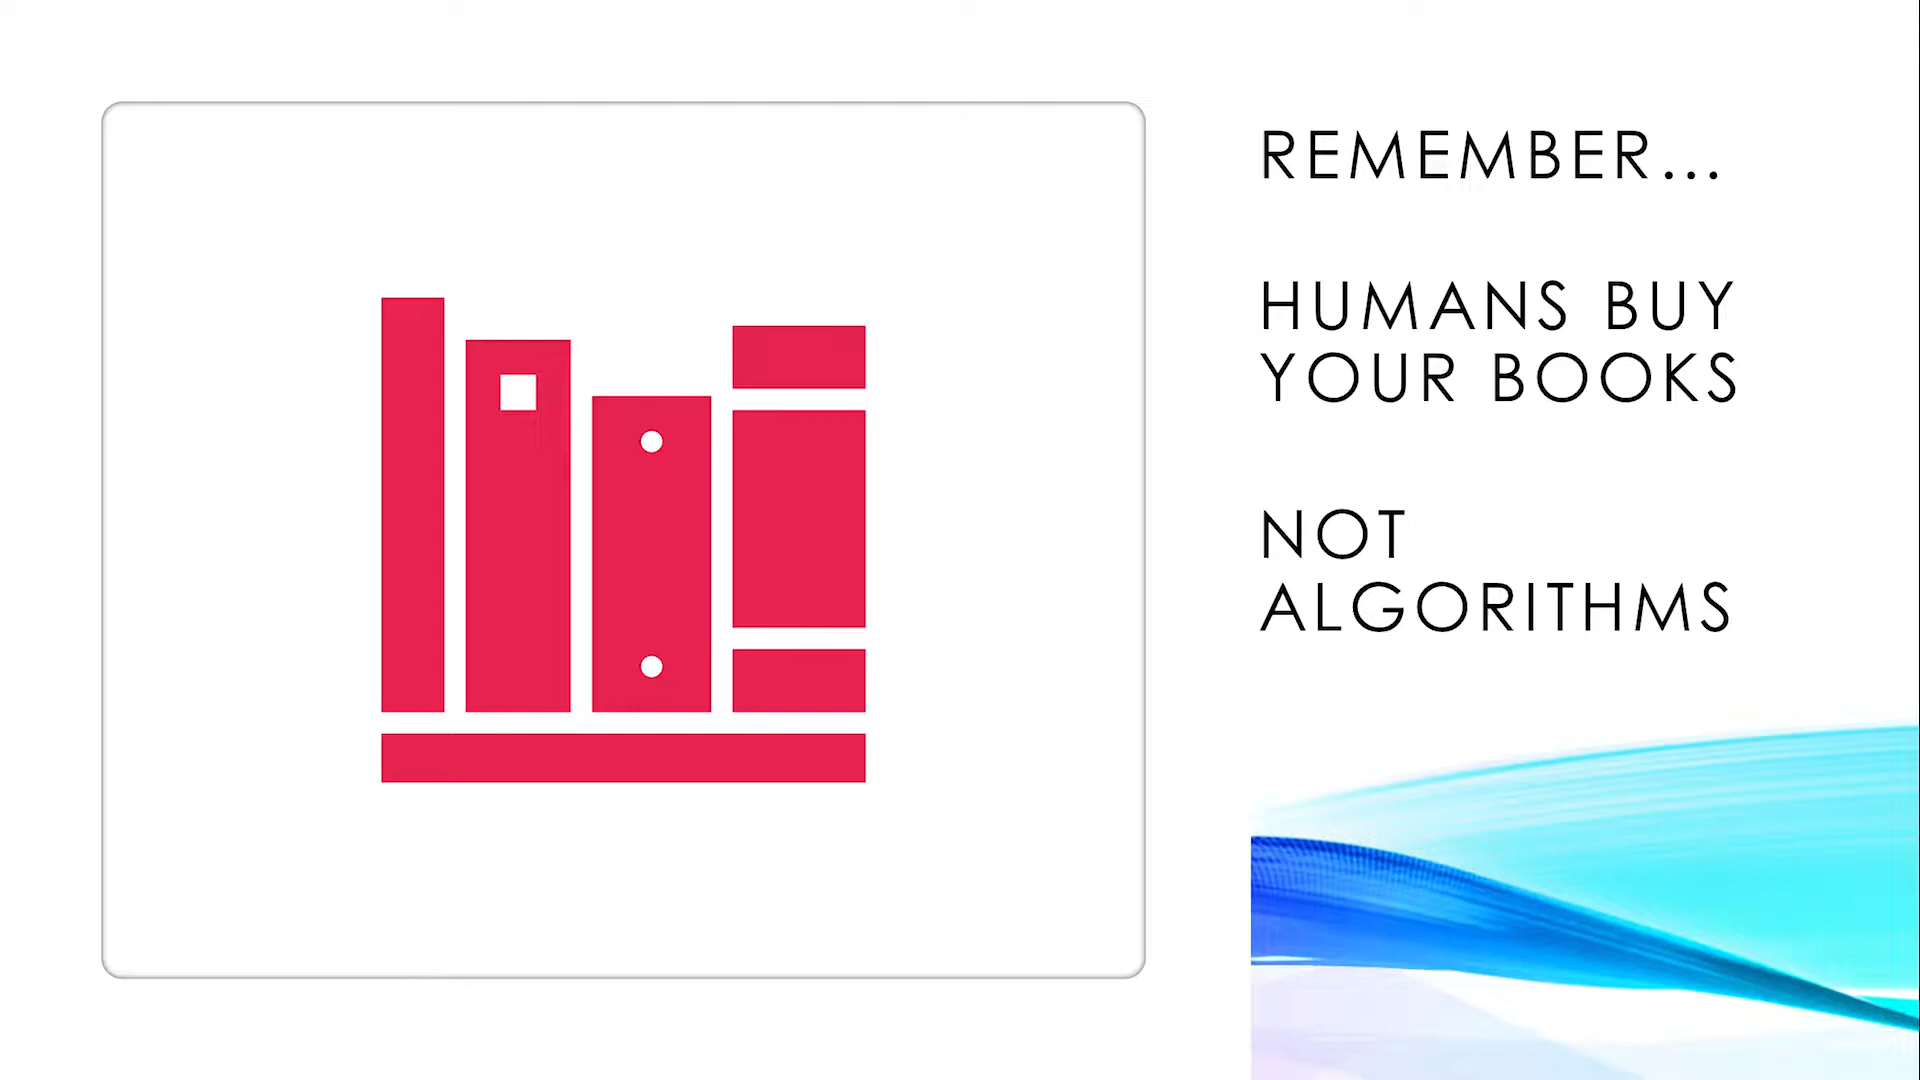 REMEMBER...
HUMANS BUY
YOUR BOOKS
NOT
ALGORITHMS